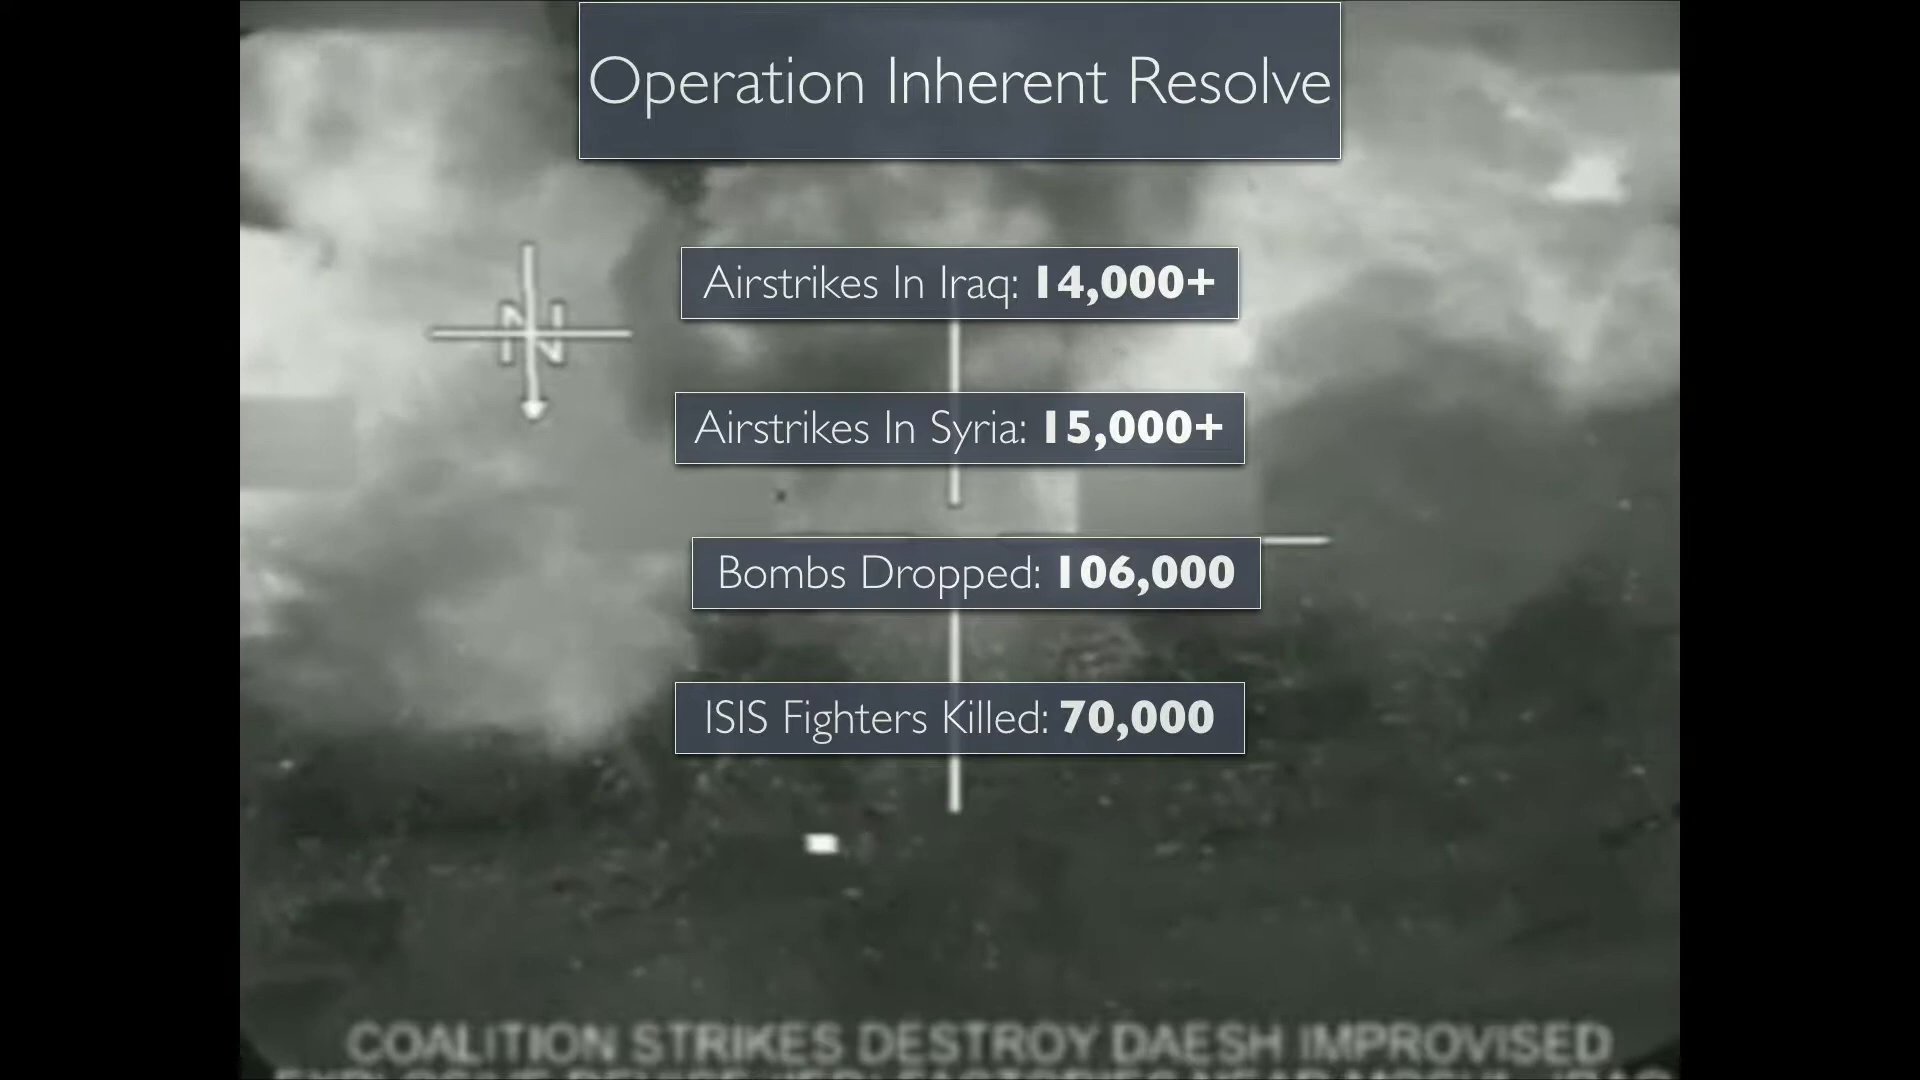 Operation Inherent Resolve
Airstrikes In Iraq: 14,000+
N
Airstrikes In Syria: 15,000+
Bombs Dropped: 106,000
ISIS Fighters Killed: 70,000
COALITION STRIKES DESTROY DAESH IMPROVISED